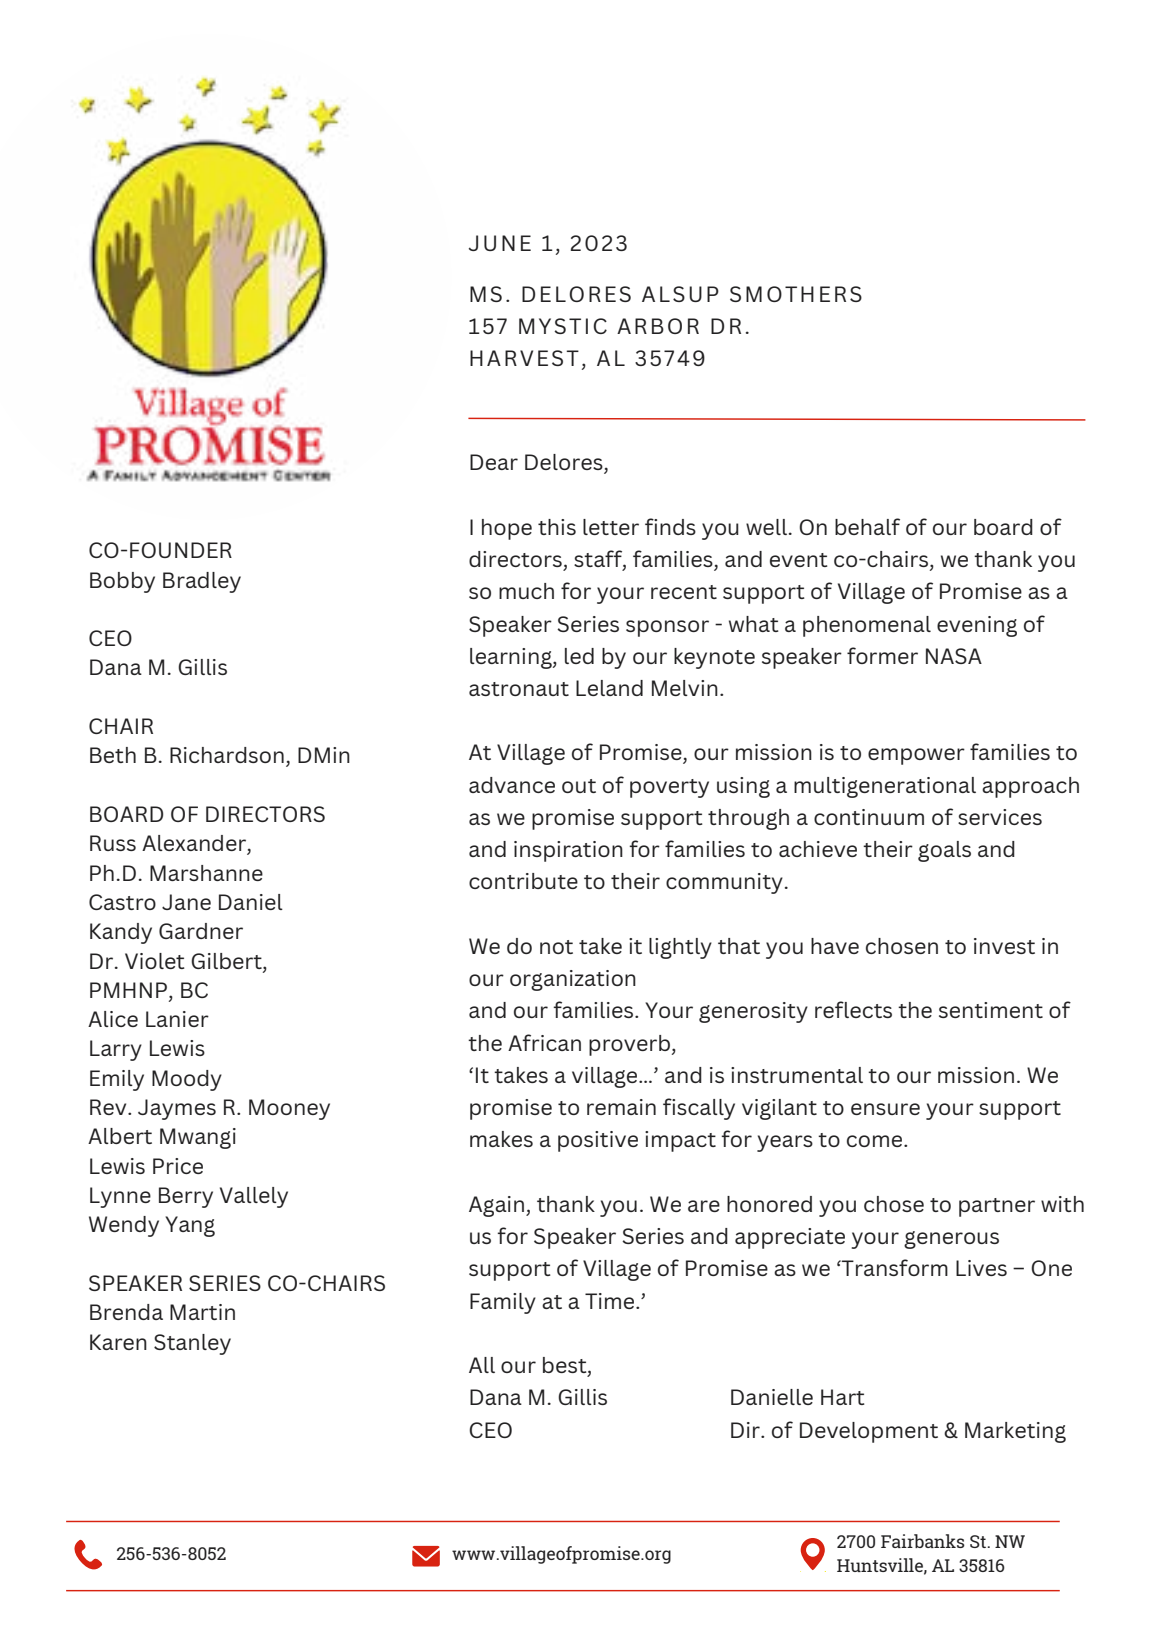 Village of
PROMISE
A FAMILY ADVANCEMENT CENTER
JUNE 1, 2023
MS. DELORES ALSUP SMOTHERS
157 MYSTIC ARBOR DR.
HARVEST, AL 35749
CO-FOUNDER
Bobby Bradley
CEO
Dana M. Gillis
CHAIR
Beth B. Richardson, DMin
BOARD OF DIRECTORS
Russ Alexander,
Ph.D. Marshanne
Castro Jane Daniel
Kandy Gardner
Dr. Violet Gilbert,
PMHNP, BC
Alice Lanier
Larry Lewis
Emily Moody
Rev. Jaymes R. Mooney
Albert Mwangi
Lewis Price
Lynne Berry Vallely
Wendy Yang
SPEAKER SERIES CO-CHAIRS
Brenda Martin
Karen Stanley
Dear Delores,
I hope this letter finds you well. On behalf of our board of
directors, staff, families, and event co-chairs, we thank you
so much for your recent support of Village of Promise as a
Speaker Series sponsor - what a phenomenal evening of
learning, led by our keynote speaker former NASA
astronaut Leland Melvin.
At Village of Promise, our mission is to empower families to
advance out of poverty using a multigenerational approach
as we promise support through a continuum of services
and inspiration for families to achieve their goals and
contribute to their community.
We do not take it lightly that you have chosen to invest in
our organization
and our families. Your generosity reflects the sentiment of
the African proverb,
‘It takes a village…’ and is instrumental to our mission. We
promise to remain fiscally vigilant to ensure your support
makes a positive impact for years to come.
Again, thank you. We are honored you chose to partner with
us for Speaker Series and appreciate your generous
support of Village of Promise as we ‘Transform Lives – One
Family at a Time.’
All our best,
Dana M. Gillis Danielle Hart
CEO Dir. of Development & Marketing
256-536-8052
www.villageofpromise.org
2700 Fairbanks St. NW
Huntsville, AL 35816